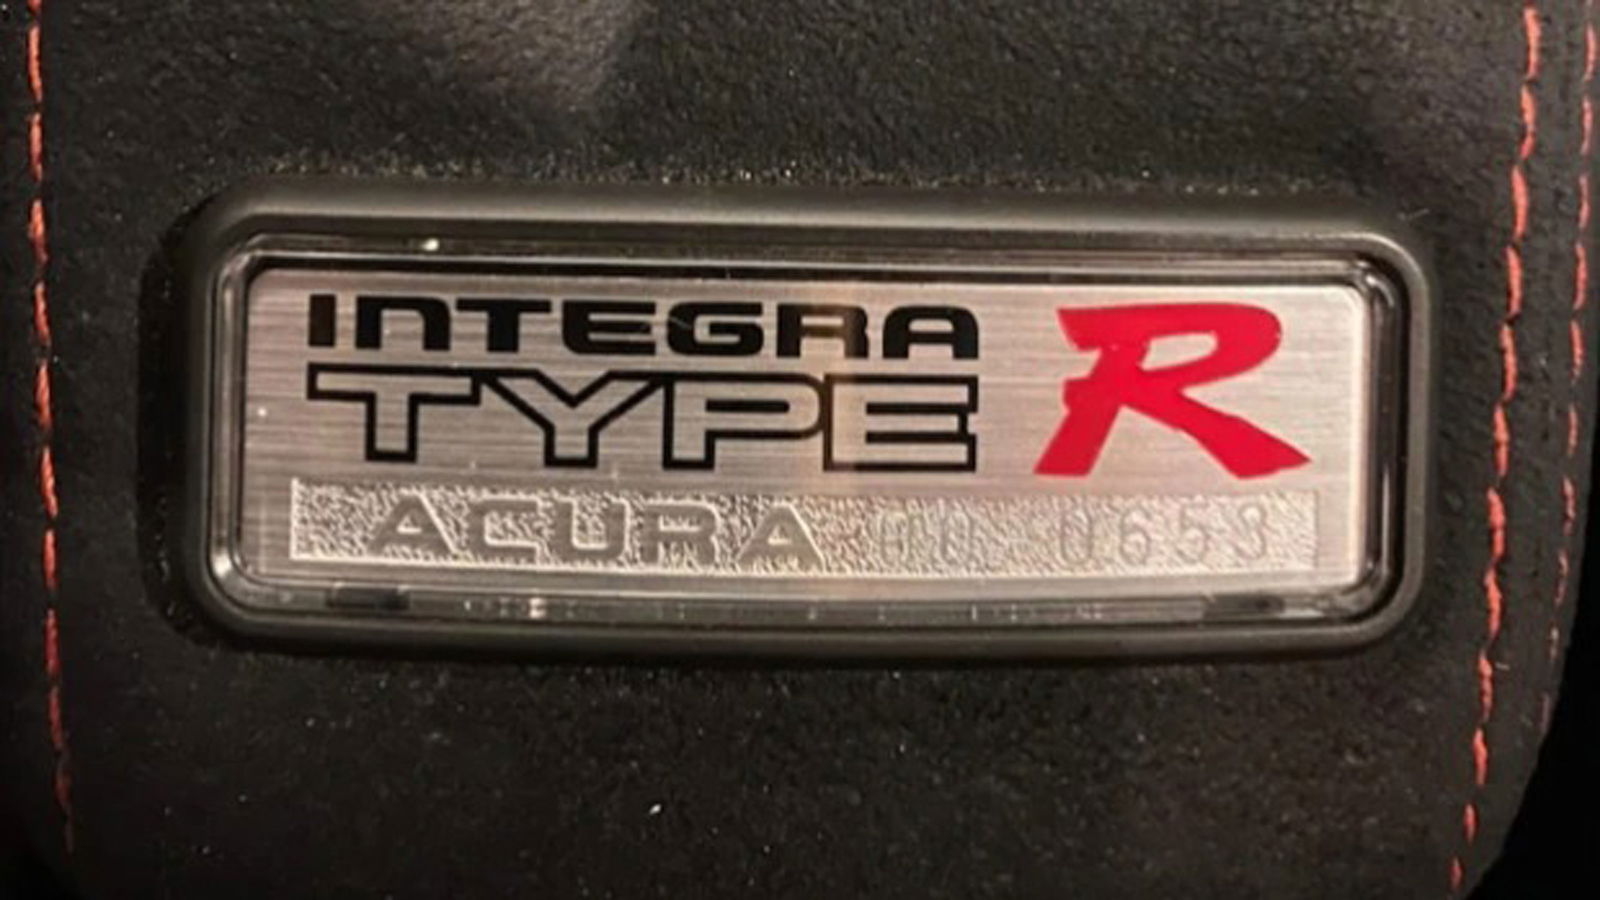 INTEGRA
TYPE R
ACURA 00 0653